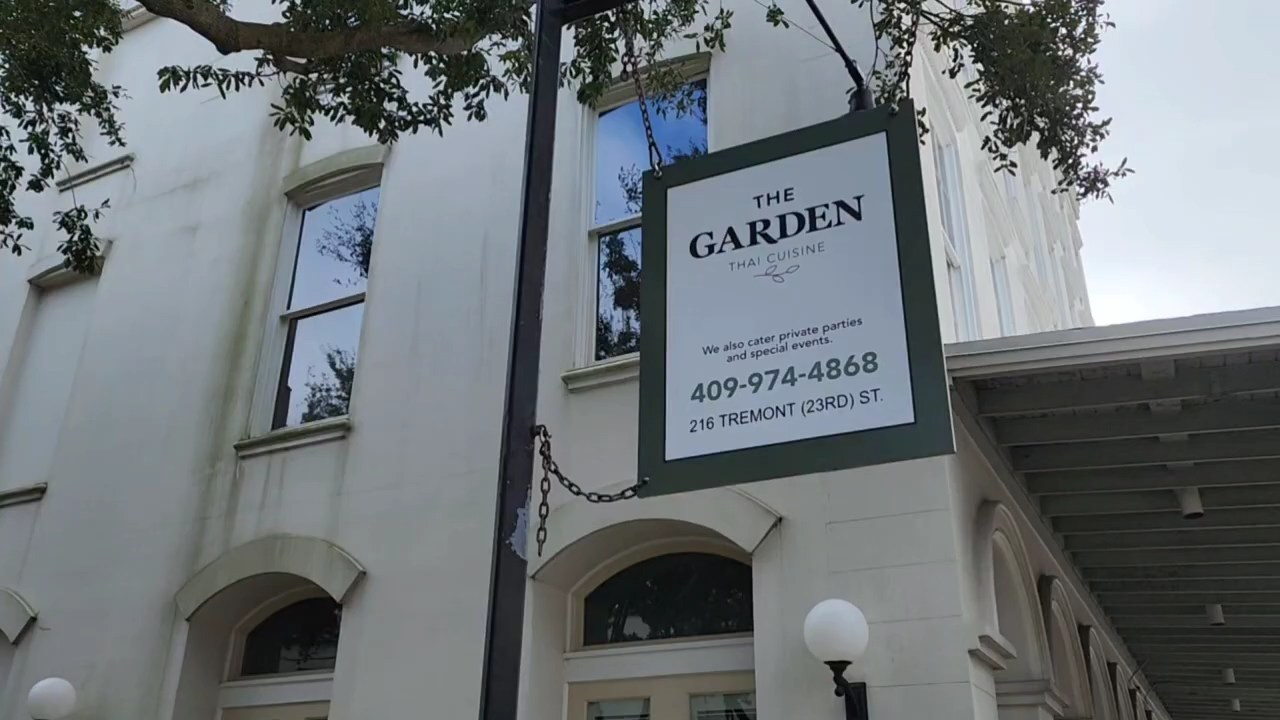 THE
GARDEN
THAI CUISINE
We also cater private parties
and special events.
409-974-4868
216 TREMONT (23RD) ST.